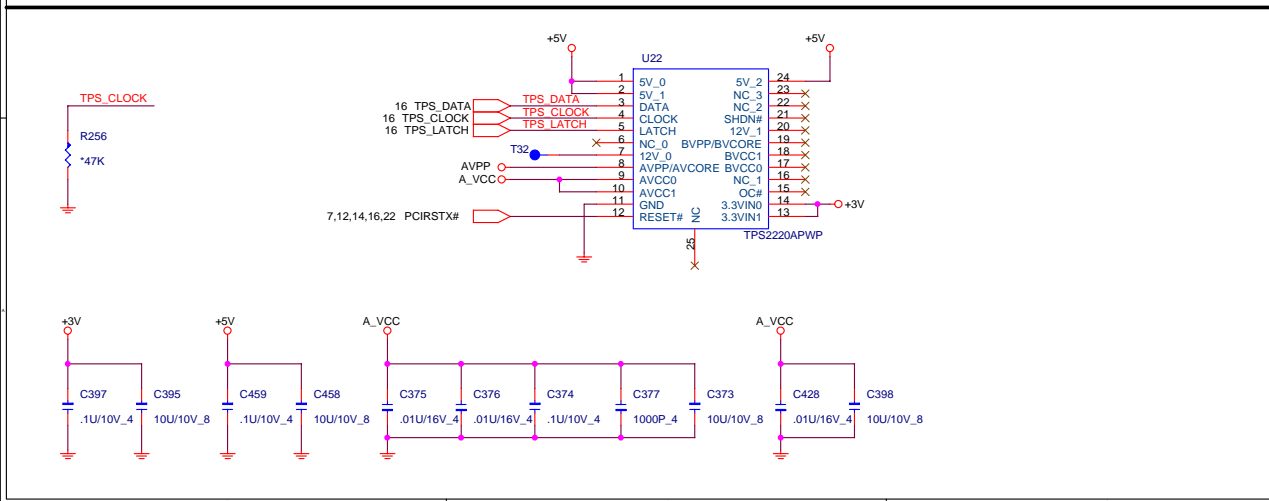 +5V
+5V
U22
TPS_CLOCK
R256
*47K
16 TPS_DATA
16 TPS_CLOCK
16 TPS_LATCH
TPS_DATA
TPS_CLOCK
TPS_LATCH
T32
AVPP
A_VCC
7,12,14,16,22 PCIRSTX#
1 5V_0
2 5V_1
3 DATA
4 CLOCK
5 LATCH
6 NC_0
7 12V_0
8 AVPP/AVCORE
9 AVCC0
10 AVCC1
11 GND
12 RESET#
5V_2 24
NC_3 23
NC_2 22
SHDN# 21
12V_1 20
BVPP/BVCORE 19
BVCC1 18
BVCC0 17
NC_1 16
OC# 15
3.3VIN0 14
3.3VIN1 13
NC
25
+3V
TPS2220APWP
+3V
+5V
A_VCC
A_VCC
C397
.1U/10V_4
C395
10U/10V_8
C459
.1U/10V_4
C458
10U/10V_8
C375
.01U/16V_4
C376
.01U/16V_4
C374
.1U/10V_4
C377
1000P_4
C373
10U/10V_8
C428
.01U/16V_4
C398
10U/10V_8